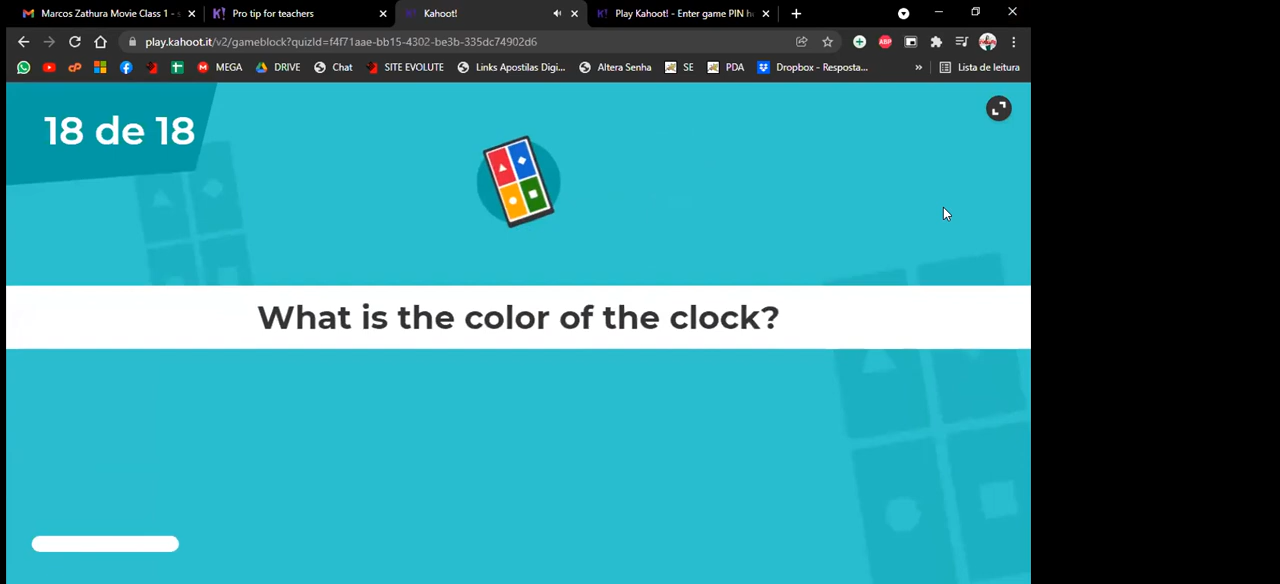 Marcos Zathura Movie Class 1 - s
Pro tip for teachers
Kahoot!
Play Kahoot! - Enter game PIN h
play.kahoot.it/v2/gameblock?quizId=f4f71aae-bb15-4302-be3b-335dc74902d6
MEGA
DRIVE
Chat
SITE EVOLUTE
Links Apostilas Digi...
Altera Senha
SE
PDA
Dropbox - Resposta...
»
Lista de leitura
18 de 18
What is the color of the clock?